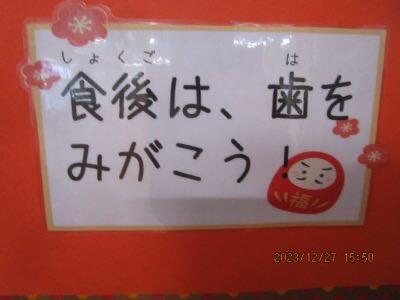 しょくご は
食後は、歯を
みがこう!
福
2023/12/27 15:50